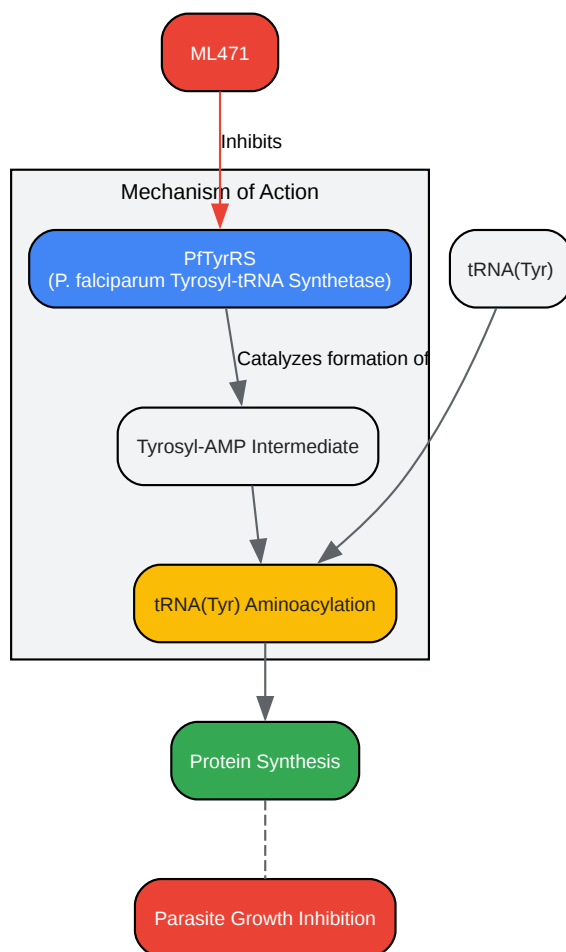 ML471
Inhibits
Mechanism of Action
PfTyrRS
(P. falciparum Tyrosyl-tRNA Synthetase)
tRNA(Tyr)
Catalyzes formation of
Tyrosyl-AMP Intermediate
tRNA(Tyr) Aminoacylation
Protein Synthesis
Parasite Growth Inhibition